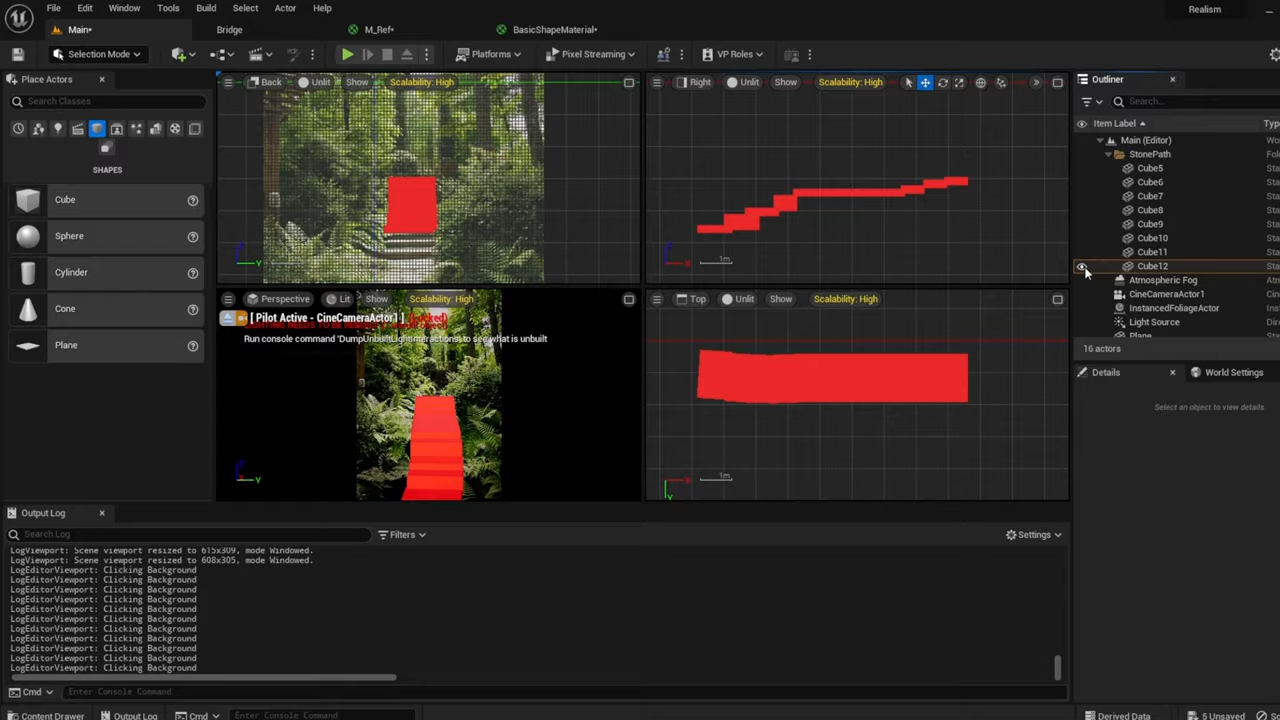 File Edit Window Tools Build Select Actor Help
Realism
Main•
Bridge
M_Ref•
BasicShapeMaterial•
Selection Mode
Platforms
Pixel Streaming
VP Roles
Place Actors
Search Classes
SHAPES
Cube
Sphere
Cylinder
Cone
Plane
Back Unlit Show Scalability: High
Right Unlit Show Scalability: High
1m
Perspective Lit Show Scalability: High
[ Pilot Active - CineCameraActor1 ]
Run console command 'DumpUnbuiltLightInteractions' to see what is unbuilt
Top Unlit Show Scalability: High
1m
Outliner
Search...
Item Label
Main (Editor)
StonePath
Cube5
Cube6
Cube7
Cube8
Cube9
Cube10
Cube11
Cube12
Atmospheric Fog
CineCameraActor1
InstancedFoliageActor
Light Source
Plane
16 actors
Details
World Settings
Select an object to view details.
Output Log
Search Log
Filters
Settings
LogViewport: Scene viewport resized to 615x309, mode Windowed.
LogViewport: Scene viewport resized to 608x305, mode Windowed.
LogEditorViewport: Clicking Background
LogEditorViewport: Clicking Background
LogEditorViewport: Clicking Background
LogEditorViewport: Clicking Background
LogEditorViewport: Clicking Background
LogEditorViewport: Clicking Background
LogEditorViewport: Clicking Background
LogEditorViewport: Clicking Background
LogEditorViewport: Clicking Background
LogEditorViewport: Clicking Background
LogEditorViewport: Clicking Background
Cmd
Enter Console Command
Content Drawer
Output Log
Cmd
Enter Console Command
Derived Data
5 Unsaved